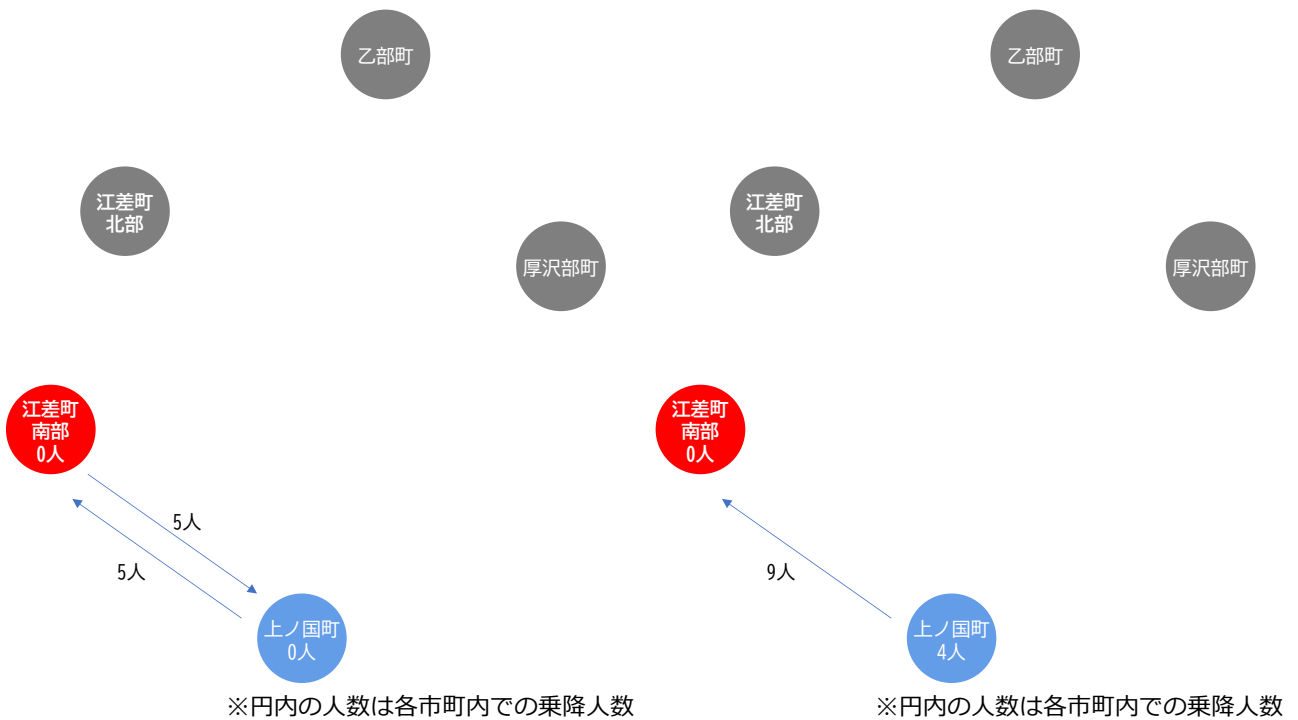 乙部町
江差町
北部
厚沢部町
江差町
南部
0人
5人
5人
上ノ国町
0人
※円内の人数は各市町内での乗降人数
乙部町
江差町
北部
厚沢部町
江差町
南部
0人
9人
上ノ国町
4人
※円内の人数は各市町内での乗降人数